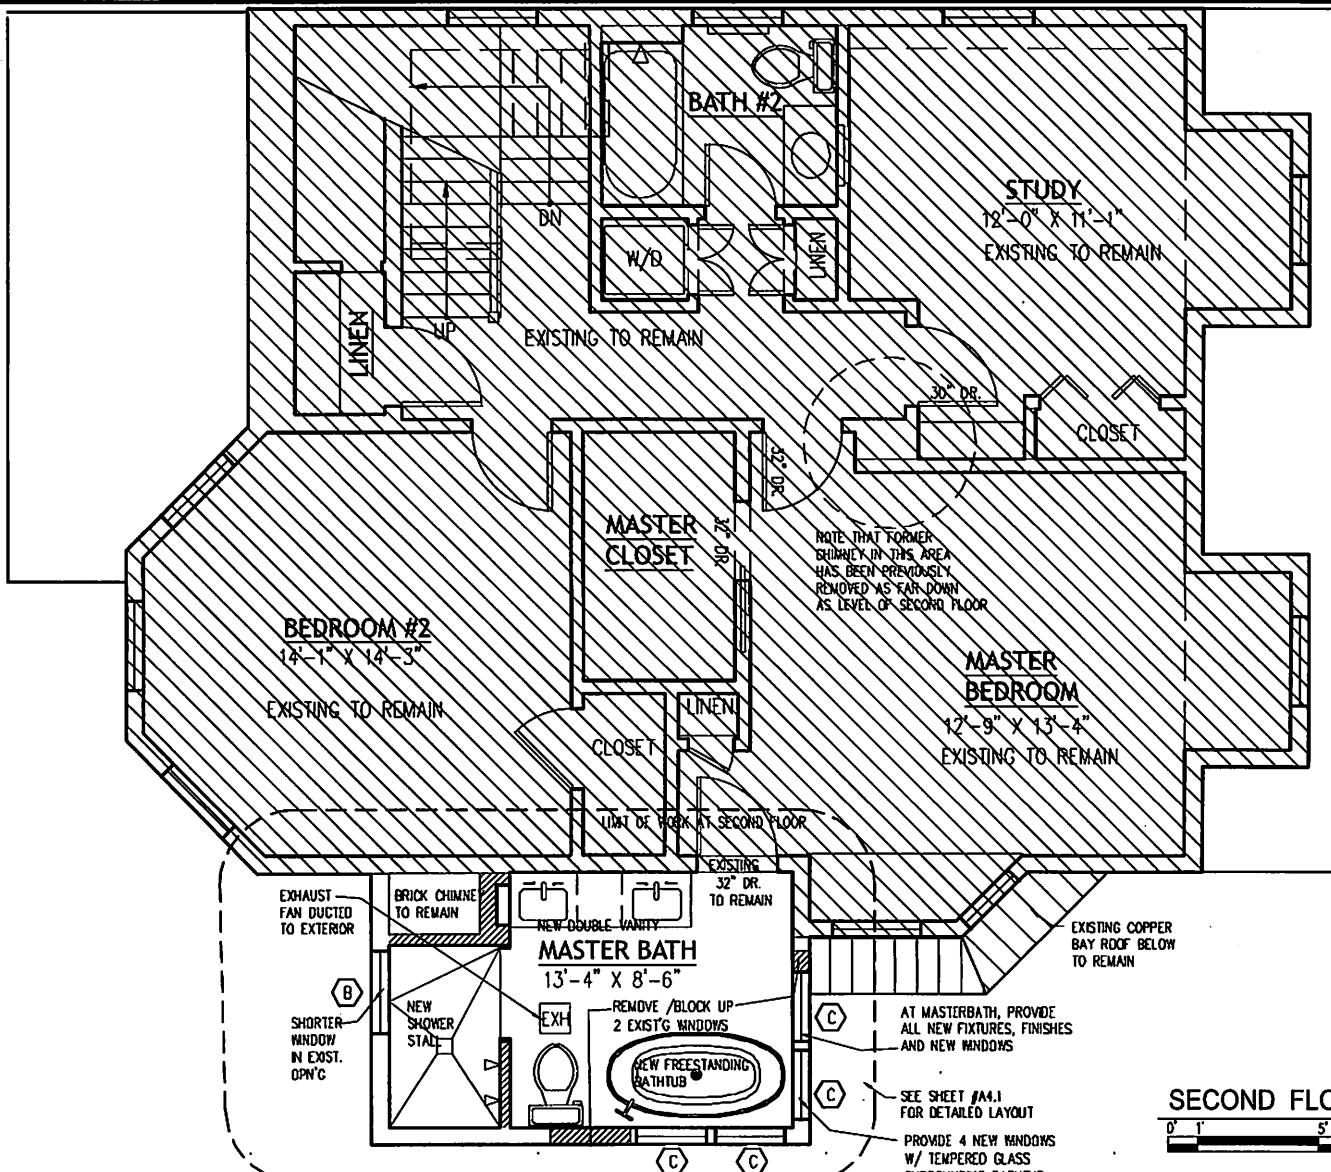 BATH #2
STUDY
12'-0" X 11'-1"
EXISTING TO REMAIN
DN
W/D
LINEN
UP
LINEN
EXISTING TO REMAIN
30" DR.
CLOSET
32" DR.
MASTER
CLOSET
32" DR.
NOTE THAT FORMER
CHIMNEY IN THIS AREA
HAS BEEN PREVIOUSLY
REMOVED AS FAR DOWN
AS LEVEL OF SECOND FLOOR
BEDROOM #2
14'-1" X 14'-3"
EXISTING TO REMAIN
MASTER
BEDROOM
12'-9" X 13'-4"
EXISTING TO REMAIN
LINEN
CLOSET
LIMIT OF WORK AT SECOND FLOOR
EXISTING
32" DR.
TO REMAIN
EXHAUST
FAN DUCTED
TO EXTERIOR
BRICK CHIMNE
TO REMAIN
NEW DOUBLE VANITY
MASTER BATH
13'-4" X 8'-6"
EXISTING COPPER
BAY ROOF BELOW
TO REMAIN
B
SHORTER
WINDOW
IN EXIST.
OPN'G
NEW
SHOWER
STALL
EXH
REMOVE /BLOCK UP
2 EXIST'G WINDOWS
NEW FREESTANDING
BATHTUB
C
AT MASTERBATH, PROVIDE
ALL NEW FIXTURES, FINISHES
AND NEW WINDOWS
C
SEE SHEET #A4.1
FOR DETAILED LAYOUT
PROVIDE 4 NEW WINDOWS
W/ TEMPERED GLASS
C
C
SECOND FLO
0' 1' 5'